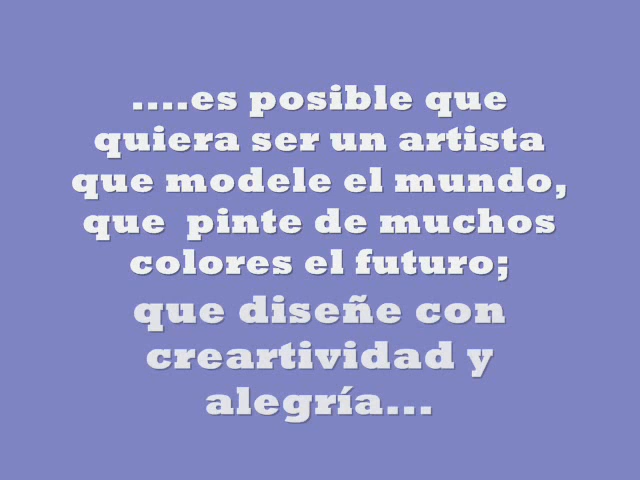 ....es posible que
quiera ser un artista
que modele el mundo,
que pinte de muchos
colores el futuro;
que diseñe con
creartividad y
alegría...